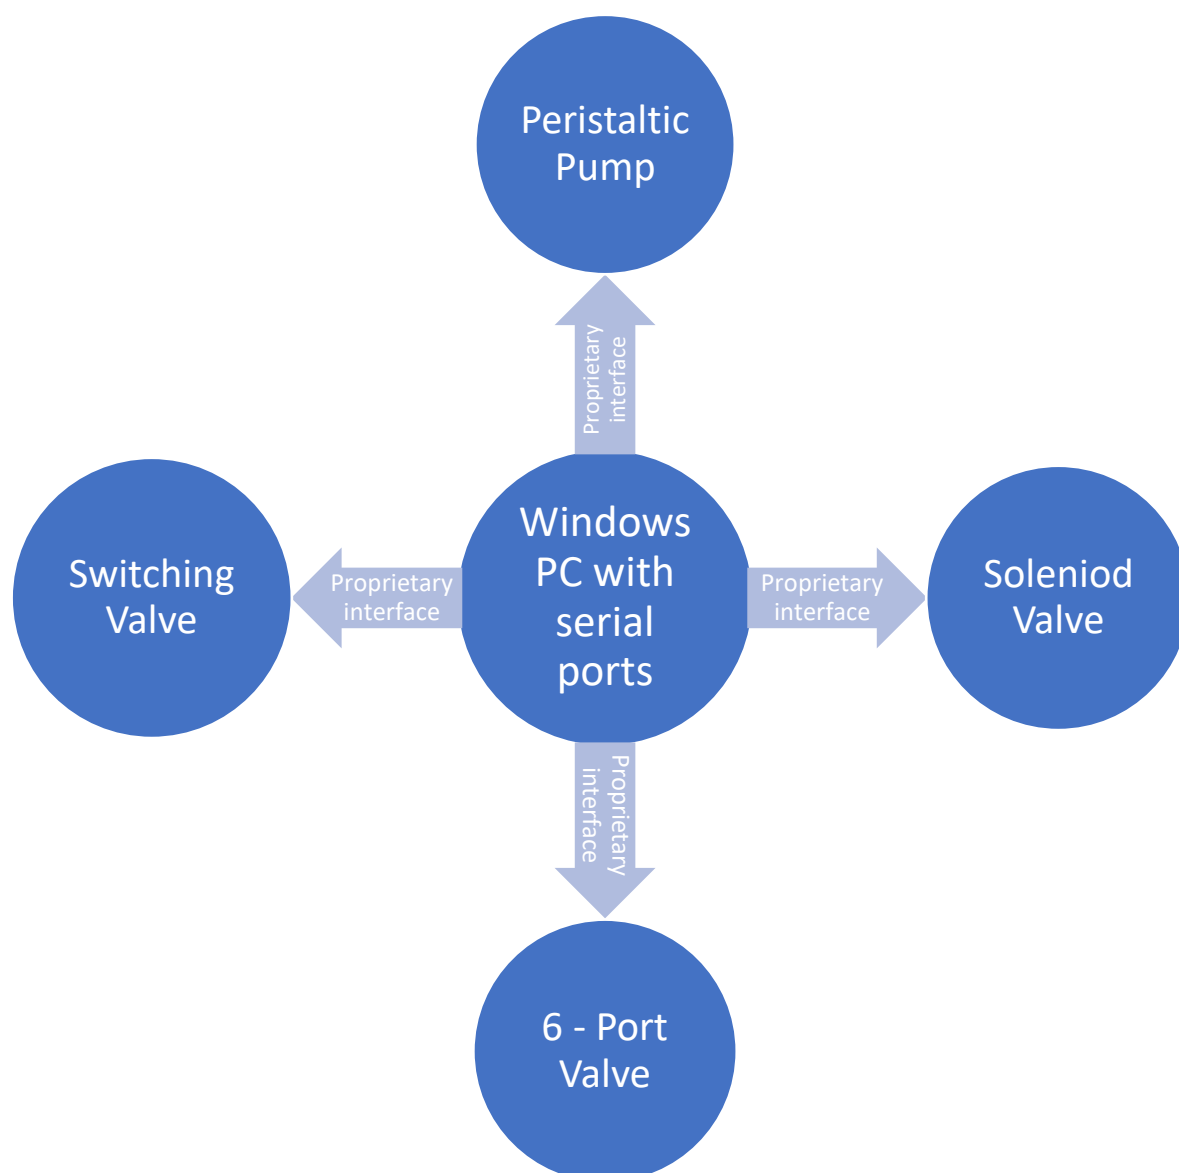 Peristaltic
Pump
Proprietary
interface
Switching
Valve
Proprietary
interface
Windows
PC with
serial
ports
Proprietary
interface
Soleniod
Valve
Proprietary
interface
6 - Port
Valve